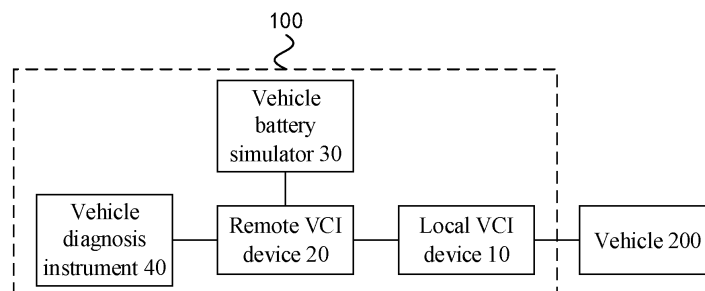 100
Vehicle
battery
simulator 30
Vehicle
diagnosis
instrument 40
Remote VCI
device 20
Local VCI
device 10
Vehicle 200